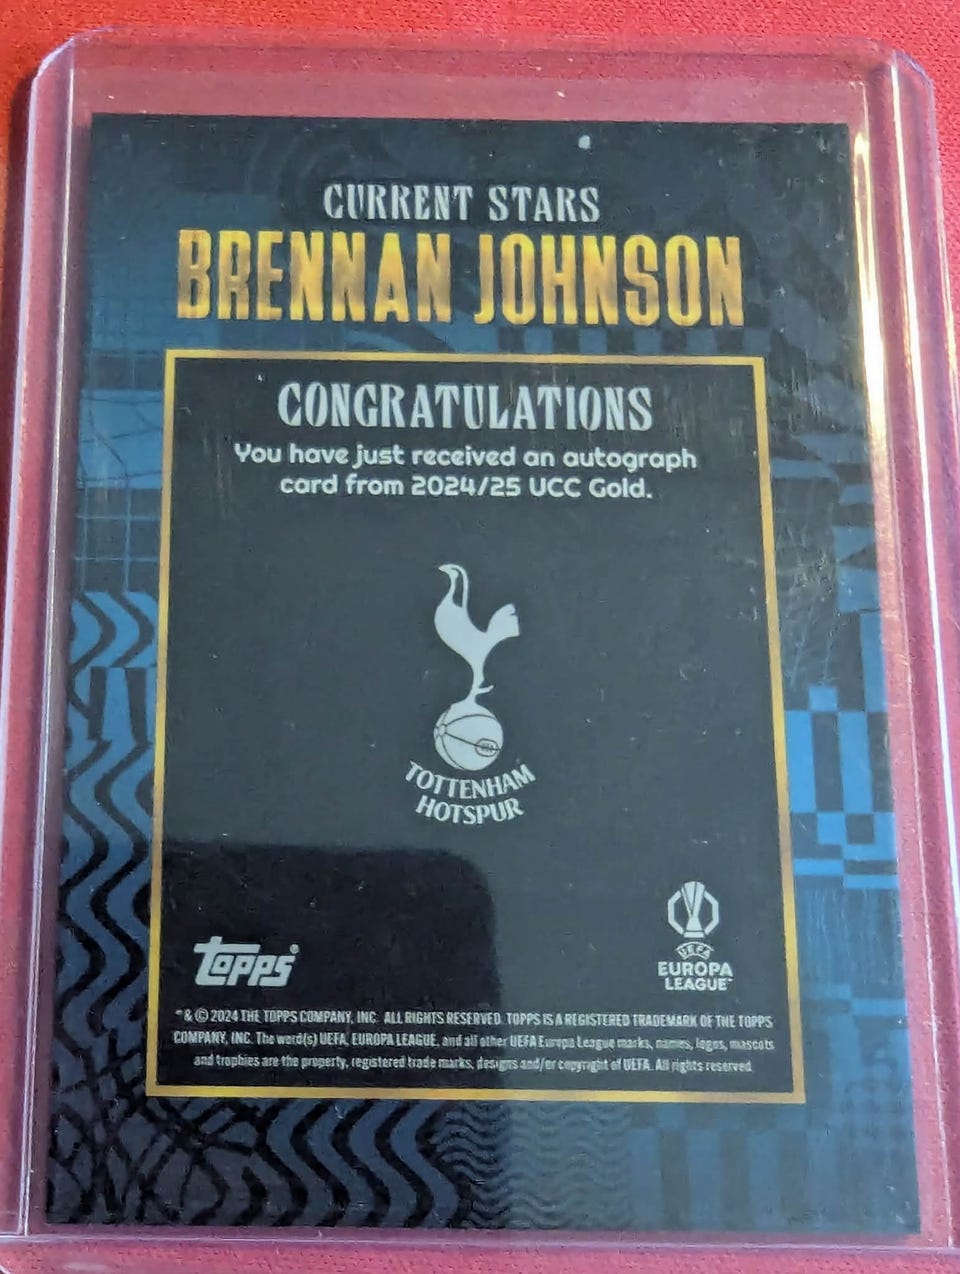 CURRENT STARS
BRENNAN JOHNSON
CONGRATULATIONS
You have just received an autograph
card from 2024/25 UCC Gold.
TOTTENHAM
HOTSPUR
topps®
UEFA
EUROPA
LEAGUE™
™ & © 2024 THE TOPPS COMPANY, INC. ALL RIGHTS RESERVED. TOPPS IS A REGISTERED TRADEMARK OF THE TOPPS
COMPANY, INC. The word(s) UEFA, EUROPA LEAGUE, and all other UEFA Europa League marks, names, logos, mascots
and trophies are the property, registered trade marks, designs and/or copyright of UEFA. All rights reserved.